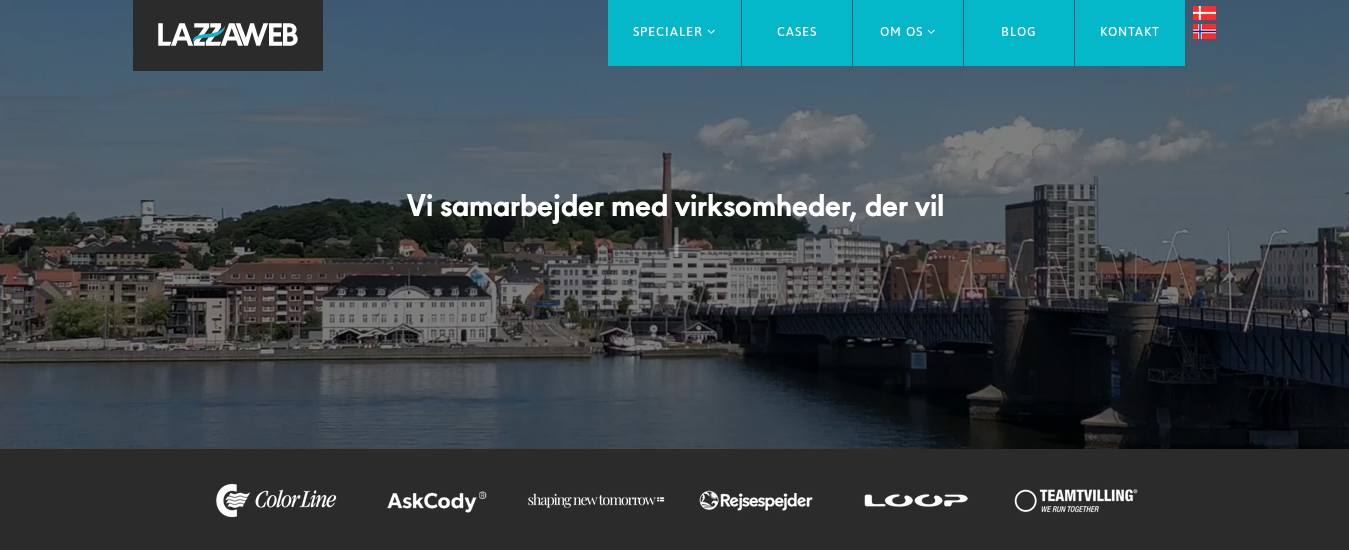 LAZZAWEB
SPECIALER
CASES
OM OS
BLOG
KONTAKT
Vi samarbejder med virksomheder, der vil
Color Line
AskCody®
shaping new tomorrow
Rejsespejder
LOOP
TEAMTVILLING®
WE RUN TOGETHER